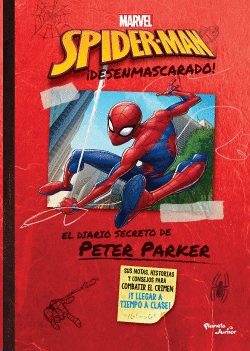 MARVEL
SPIDER-MAN
¡DESENMASCARADO!
EL DIARIO SECRETO DE
PETER PARKER
SUS NOTAS, HISTORIAS
Y CONSEJOS PARA
COMBATIR EL CRIMEN
¡Y LLEGAR A
TIEMPO A CLASE!
Planeta
Junior